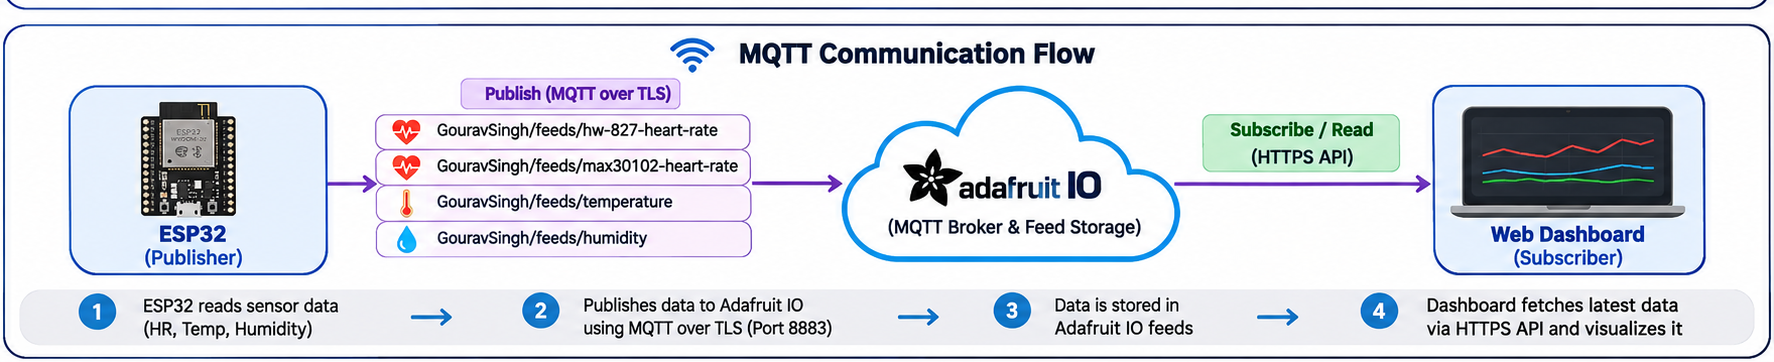 MQTT Communication Flow
Publish (MQTT over TLS)
GouravSingh/feeds/hw-827-heart-rate
GouravSingh/feeds/max30102-heart-rate
GouravSingh/feeds/temperature
GouravSingh/feeds/humidity
ESP32
ESP32
(Publisher)
adafruit IO
(MQTT Broker & Feed Storage)
Subscribe / Read
(HTTPS API)
Web Dashboard
(Subscriber)
1
ESP32 reads sensor data
(HR, Temp, Humidity)
2
Publishes data to Adafruit IO
using MQTT over TLS (Port 8883)
3
Data is stored in
Adafruit IO feeds
4
Dashboard fetches latest data
via HTTPS API and visualizes it